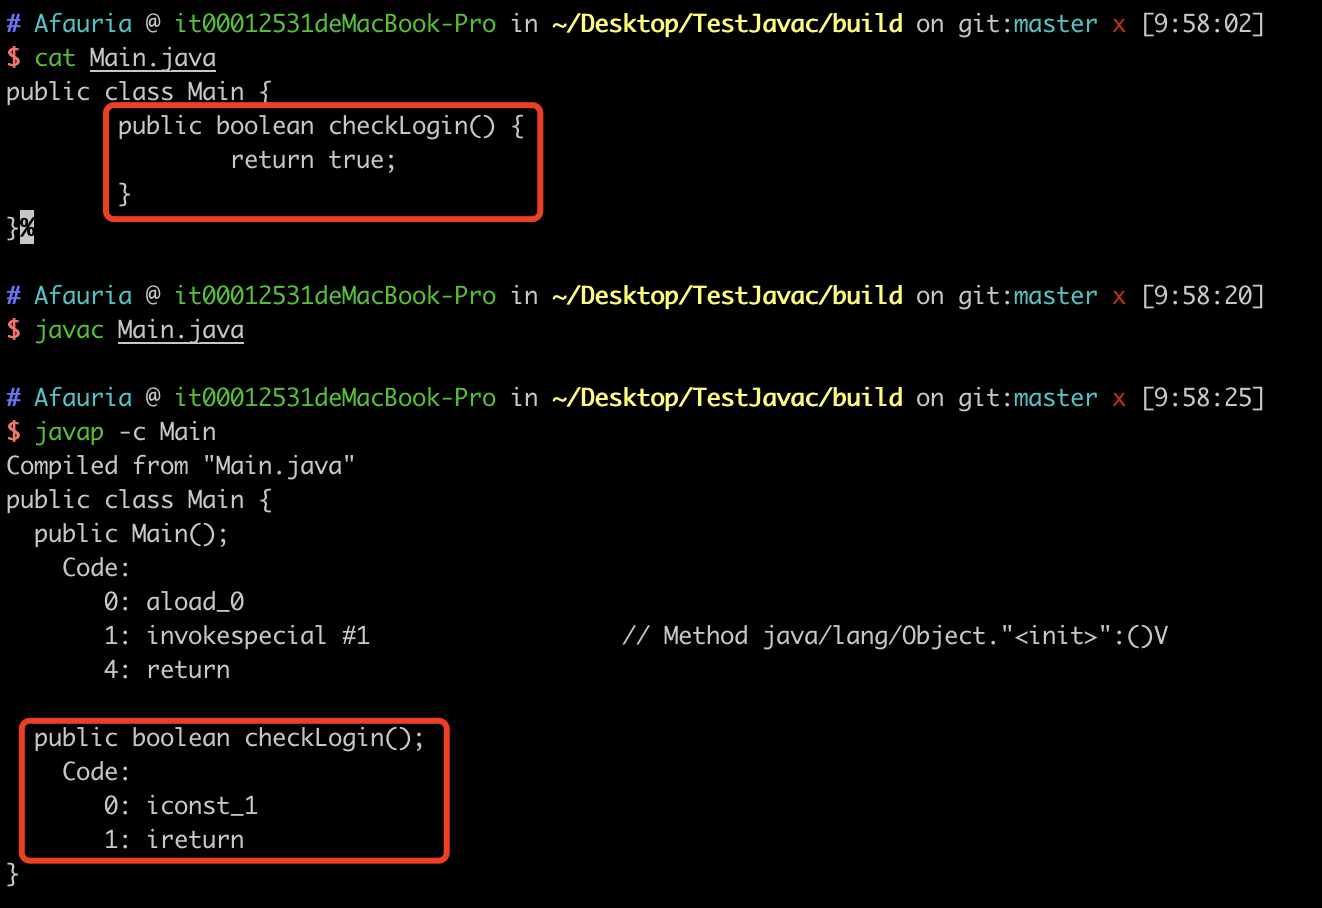 # Afauria @ it00012531deMacBook-Pro in ~/Desktop/TestJavac/build on git:master x [9:58:02]
$ cat Main.java
public class Main {
        public boolean checkLogin() {
                return true;
        }
}%
# Afauria @ it00012531deMacBook-Pro in ~/Desktop/TestJavac/build on git:master x [9:58:20]
$ javac Main.java
# Afauria @ it00012531deMacBook-Pro in ~/Desktop/TestJavac/build on git:master x [9:58:25]
$ javap -c Main
Compiled from "Main.java"
public class Main {
  public Main();
    Code:
       0: aload_0
       1: invokespecial #1                  // Method java/lang/Object."<init>":()V
       4: return
  public boolean checkLogin();
    Code:
       0: iconst_1
       1: ireturn
}